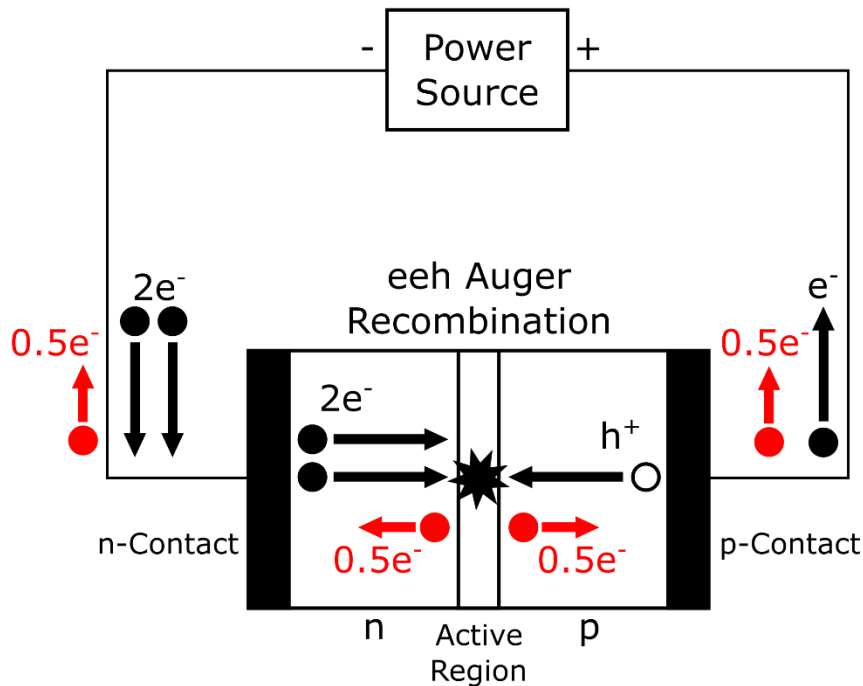 -
Power
Source
+
eeh Auger
Recombination
2e⁻
0.5e⁻
e⁻
0.5e⁻
2e⁻
h⁺
n-Contact
0.5e⁻
0.5e⁻
p-Contact
n
Active
Region
p